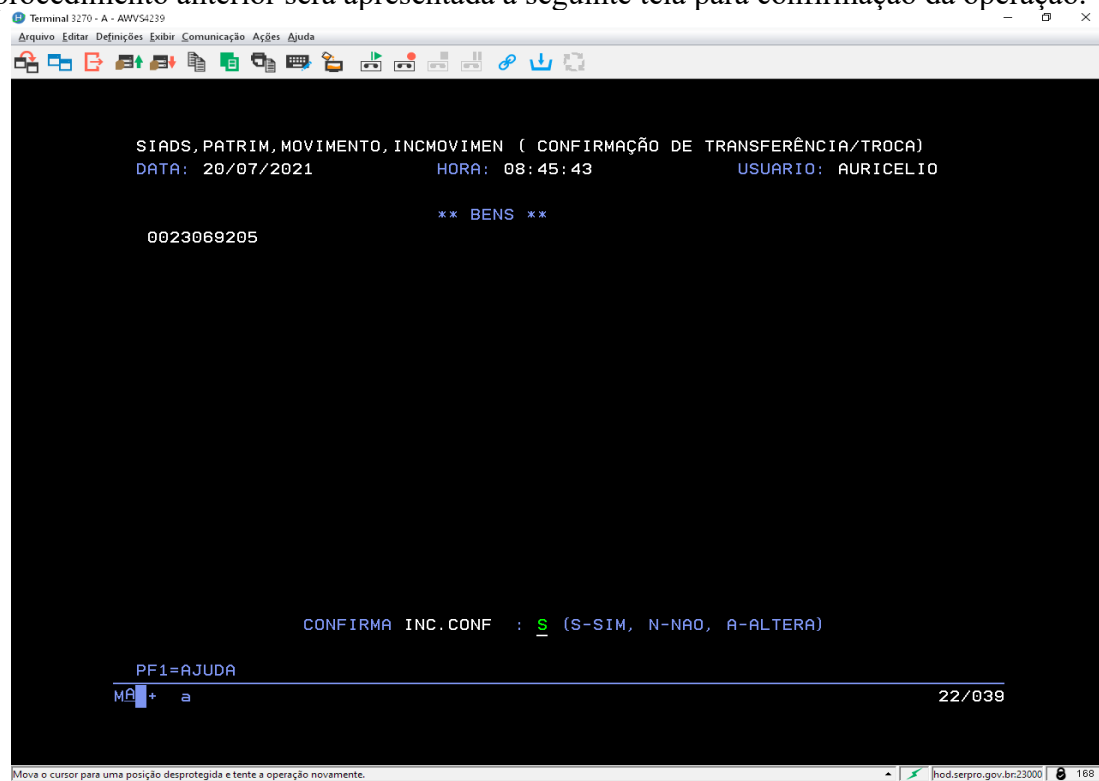 procedimento anterior será apresentada a seguinte tela para confirmação da operação:
Terminal 3270 - A - AWVS4239
Arquivo Editar Definições Exibir Comunicação Ações Ajuda
SIADS,PATRIM,MOVIMENTO,INCMOVIMEN ( CONFIRMAÇÃO DE TRANSFERÊNCIA/TROCA)
DATA: 20/07/2021 HORA: 08:45:43 USUARIO: AURICELIO
** BENS **
0023069205
CONFIRMA INC.CONF : S (S-SIM, N-NAO, A-ALTERA)
PF1=AJUDA
MA + a 22/039
Mova o cursor para uma posição desprotegida e tente a operação novamente. hod.serpro.gov.br:23000 168